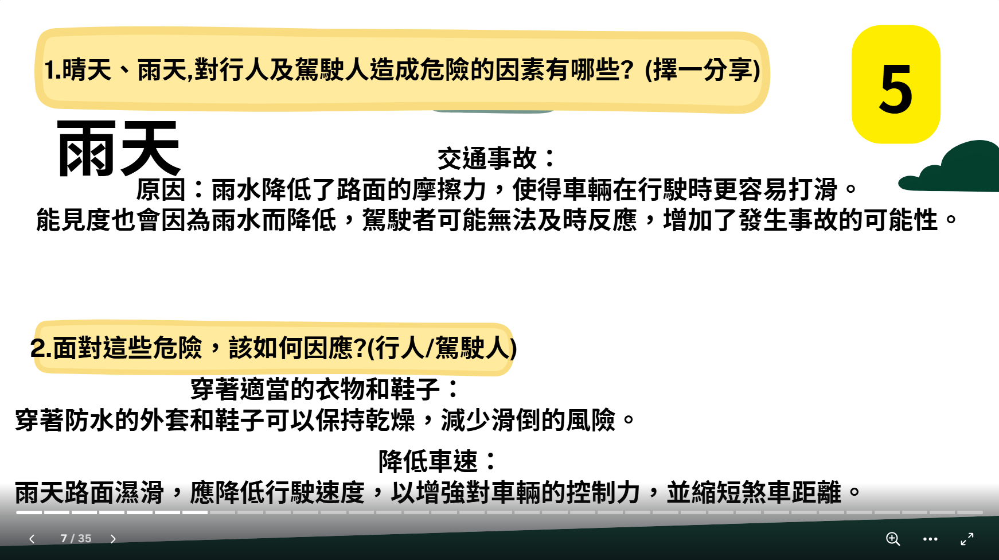 1.晴天、雨天,對行人及駕駛人造成危險的因素有哪些? (擇一分享)
5
雨天
交通事故：
原因：雨水降低了路面的摩擦力，使得車輛在行駛時更容易打滑。
能見度也會因為雨水而降低，駕駛者可能無法及時反應，增加了發生事故的可能性。
2.面對這些危險，該如何因應?(行人/駕駛人)
穿著適當的衣物和鞋子：
穿著防水的外套和鞋子可以保持乾燥，減少滑倒的風險。
降低車速：
雨天路面濕滑，應降低行駛速度，以增強對車輛的控制力，並縮短煞車距離。
7 / 35